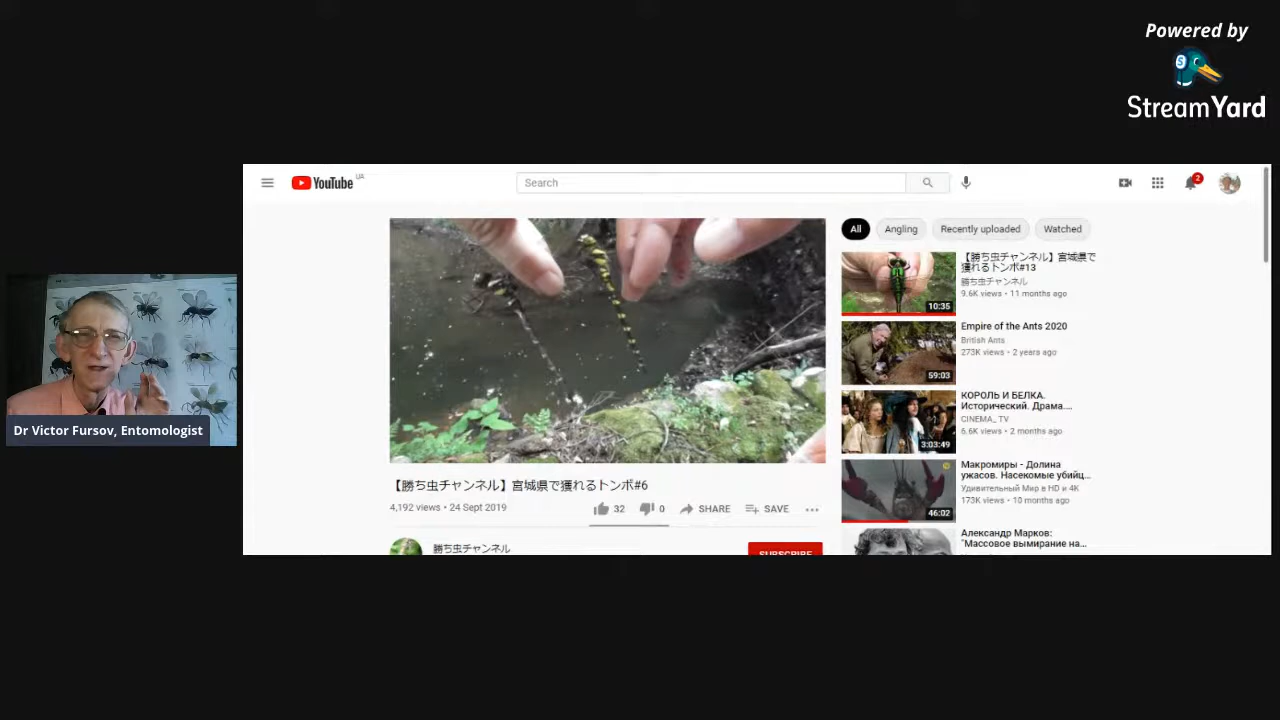 Powered by
StreamYard
YouTube
UA
Search
2
All
Angling
Recently uploaded
Watched
【勝ち虫チャンネル】宮城県で
獲れるトンボ#13
勝ち虫チャンネル
9.6K views • 11 months ago
10:35
Empire of the Ants 2020
British Ants
273K views • 2 years ago
59:03
КОРОЛЬ И БЕЛКА.
Исторический. Драма....
CINEMA_ TV
6.6K views • 2 months ago
3:03:49
Макромиры - Долина
ужасов. Насекомые убийц...
Удивительный Мир в HD и 4K
173K views • 10 months ago
46:02
Александр Марков:
"Массовое вымирание на...
Dr Victor Fursov, Entomologist
【勝ち虫チャンネル】宮城県で獲れるトンボ#6
4,192 views • 24 Sept 2019
32
0
SHARE
SAVE
勝ち虫チャンネル
SUBSCRIBE